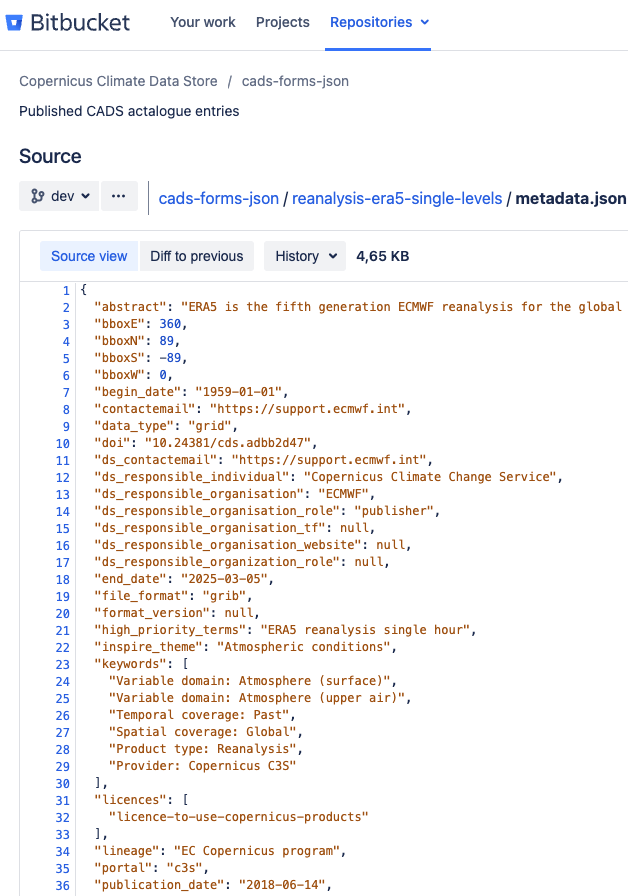 Bitbucket Your work Projects Repositories
Copernicus Climate Data Store / cads-forms-json
Published CADS actalogue entries
Source
dev ... cads-forms-json / reanalysis-era5-single-levels / metadata.json
Source view Diff to previous History 4,65 KB
1 {
2 "abstract": "ERA5 is the fifth generation ECMWF reanalysis for the global
3 "bboxE": 360,
4 "bboxN": 89,
5 "bboxS": -89,
6 "bboxW": 0,
7 "begin_date": "1959-01-01",
8 "contactemail": "https://support.ecmwf.int",
9 "data_type": "grid",
10 "doi": "10.24381/cds.adbb2d47",
11 "ds_contactemail": "https://support.ecmwf.int",
12 "ds_responsible_individual": "Copernicus Climate Change Service",
13 "ds_responsible_organisation": "ECMWF",
14 "ds_responsible_organisation_role": "publisher",
15 "ds_responsible_organisation_tf": null,
16 "ds_responsible_organisation_website": null,
17 "ds_responsible_organization_role": null,
18 "end_date": "2025-03-05",
19 "file_format": "grib",
20 "format_version": null,
21 "high_priority_terms": "ERA5 reanalysis single hour",
22 "inspire_theme": "Atmospheric conditions",
23 "keywords": [
24 "Variable domain: Atmosphere (surface)",
25 "Variable domain: Atmosphere (upper air)",
26 "Temporal coverage: Past",
27 "Spatial coverage: Global",
28 "Product type: Reanalysis",
29 "Provider: Copernicus C3S"
30 ],
31 "licences": [
32 "licence-to-use-copernicus-products"
33 ],
34 "lineage": "EC Copernicus program",
35 "portal": "c3s",
36 "publication_date": "2018-06-14",